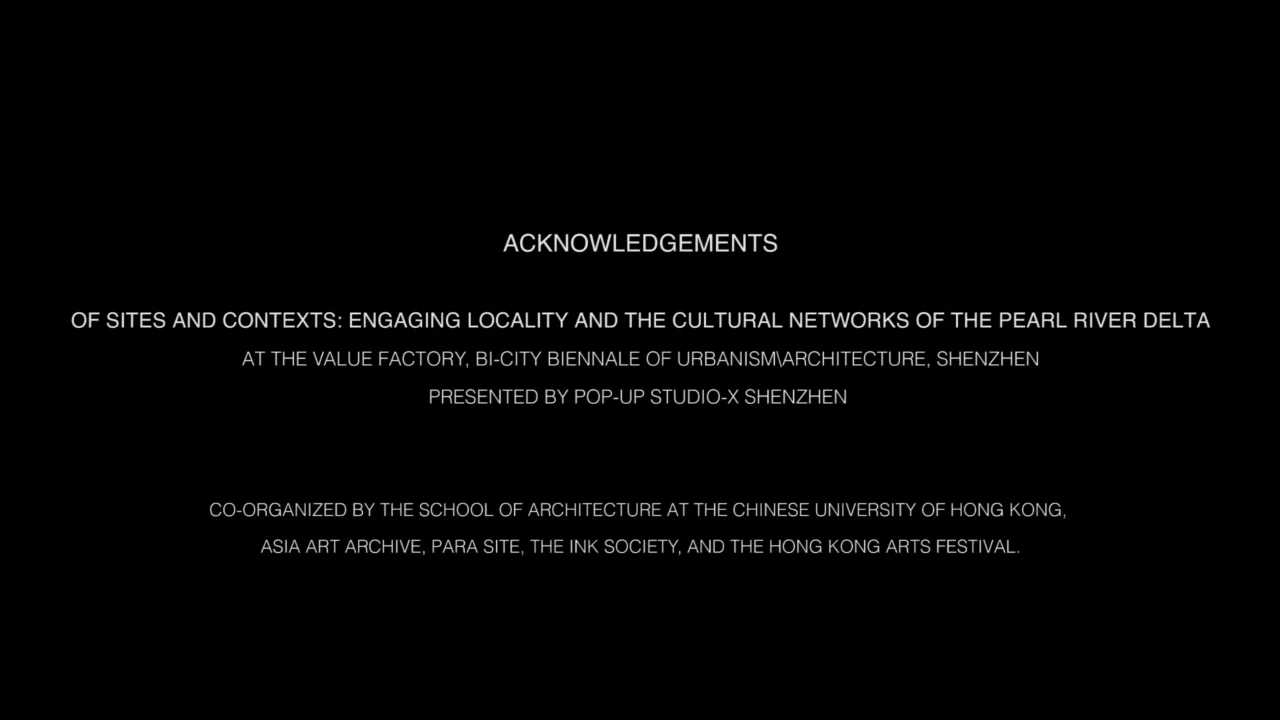 ACKNOWLEDGEMENTS
OF SITES AND CONTEXTS: ENGAGING LOCALITY AND THE CULTURAL NETWORKS OF THE PEARL RIVER DELTA
AT THE VALUE FACTORY, BI-CITY BIENNALE OF URBANISM\ARCHITECTURE, SHENZHEN
PRESENTED BY POP-UP STUDIO-X SHENZHEN
CO-ORGANIZED BY THE SCHOOL OF ARCHITECTURE AT THE CHINESE UNIVERSITY OF HONG KONG,
ASIA ART ARCHIVE, PARA SITE, THE INK SOCIETY, AND THE HONG KONG ARTS FESTIVAL.